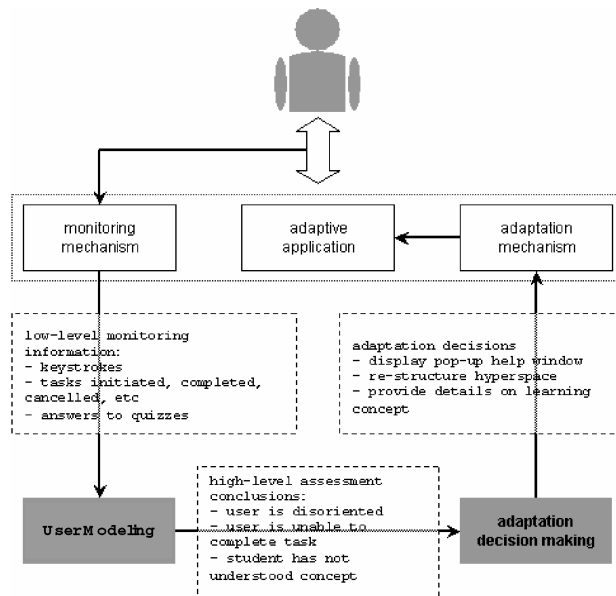 monitoring
mechanism
adaptive
application
adaptation
mechanism
low-level monitoring
information:
- keystrokes
- tasks initiated, completed,
cancelled, etc
- answers to quizzes
adaptation decisions
- display pop-up help window
- re-structure hyperspace
- provide details on learning
concept
high-level assessment
conclusions:
- user is disoriented
- user is unable to
complete task
- student has not
understood concept
UserModeling
adaptation
decision making